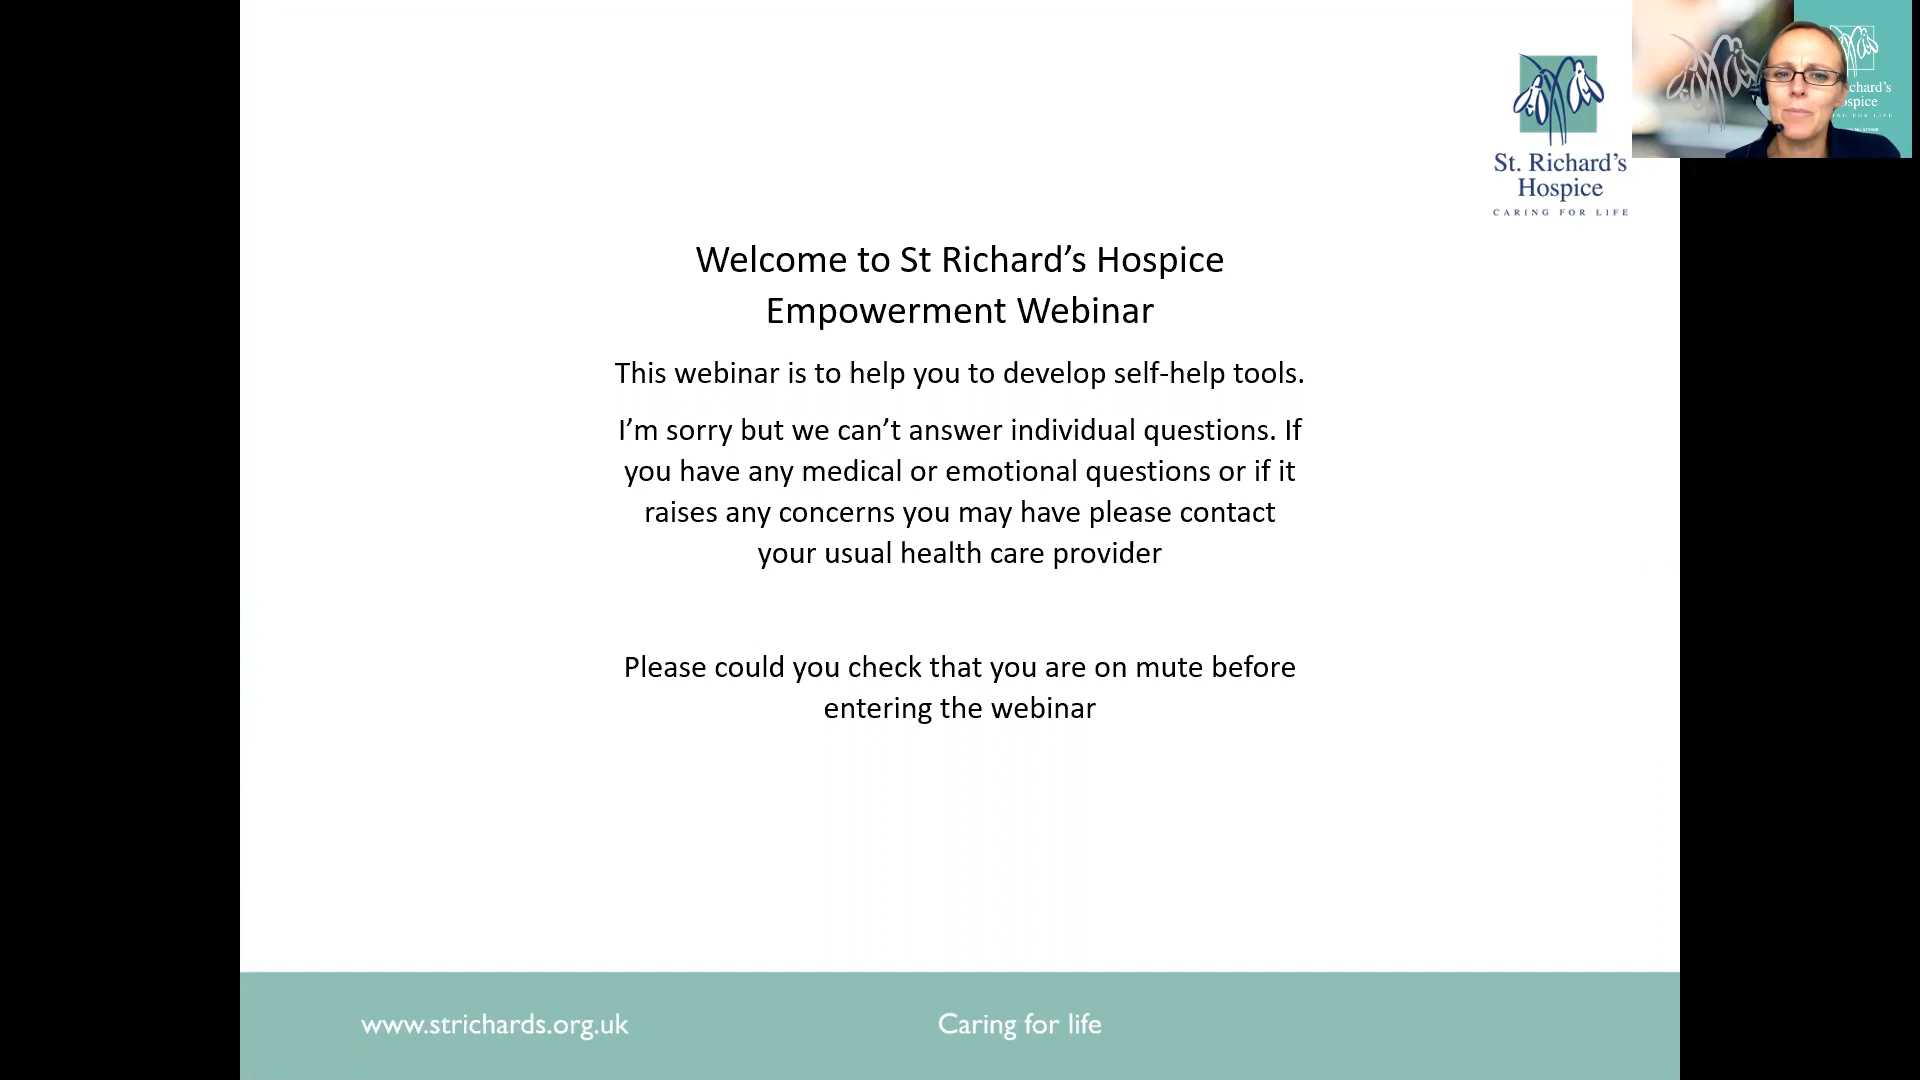 St. Richard's
Hospice
CARING FOR LIFE
chard's
spice
Welcome to St Richard’s Hospice
Empowerment Webinar
This webinar is to help you to develop self-help tools.
I’m sorry but we can’t answer individual questions. If
you have any medical or emotional questions or if it
raises any concerns you may have please contact
your usual health care provider
Please could you check that you are on mute before
entering the webinar
www.strichards.org.uk
Caring for life